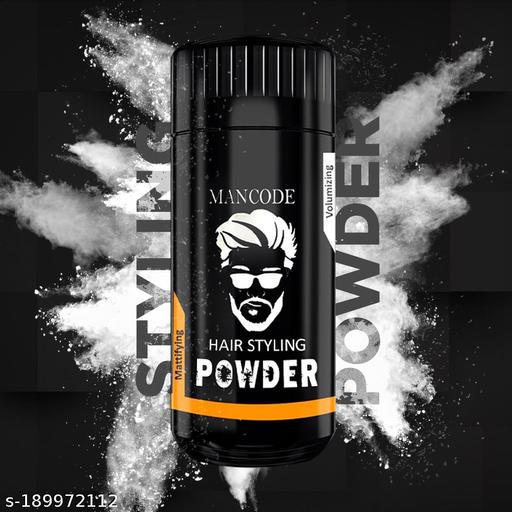 STYLING
POWDER
MANCODE
Volumizing
HAIR STYLING
Mattifying
POWDER
s-189972112